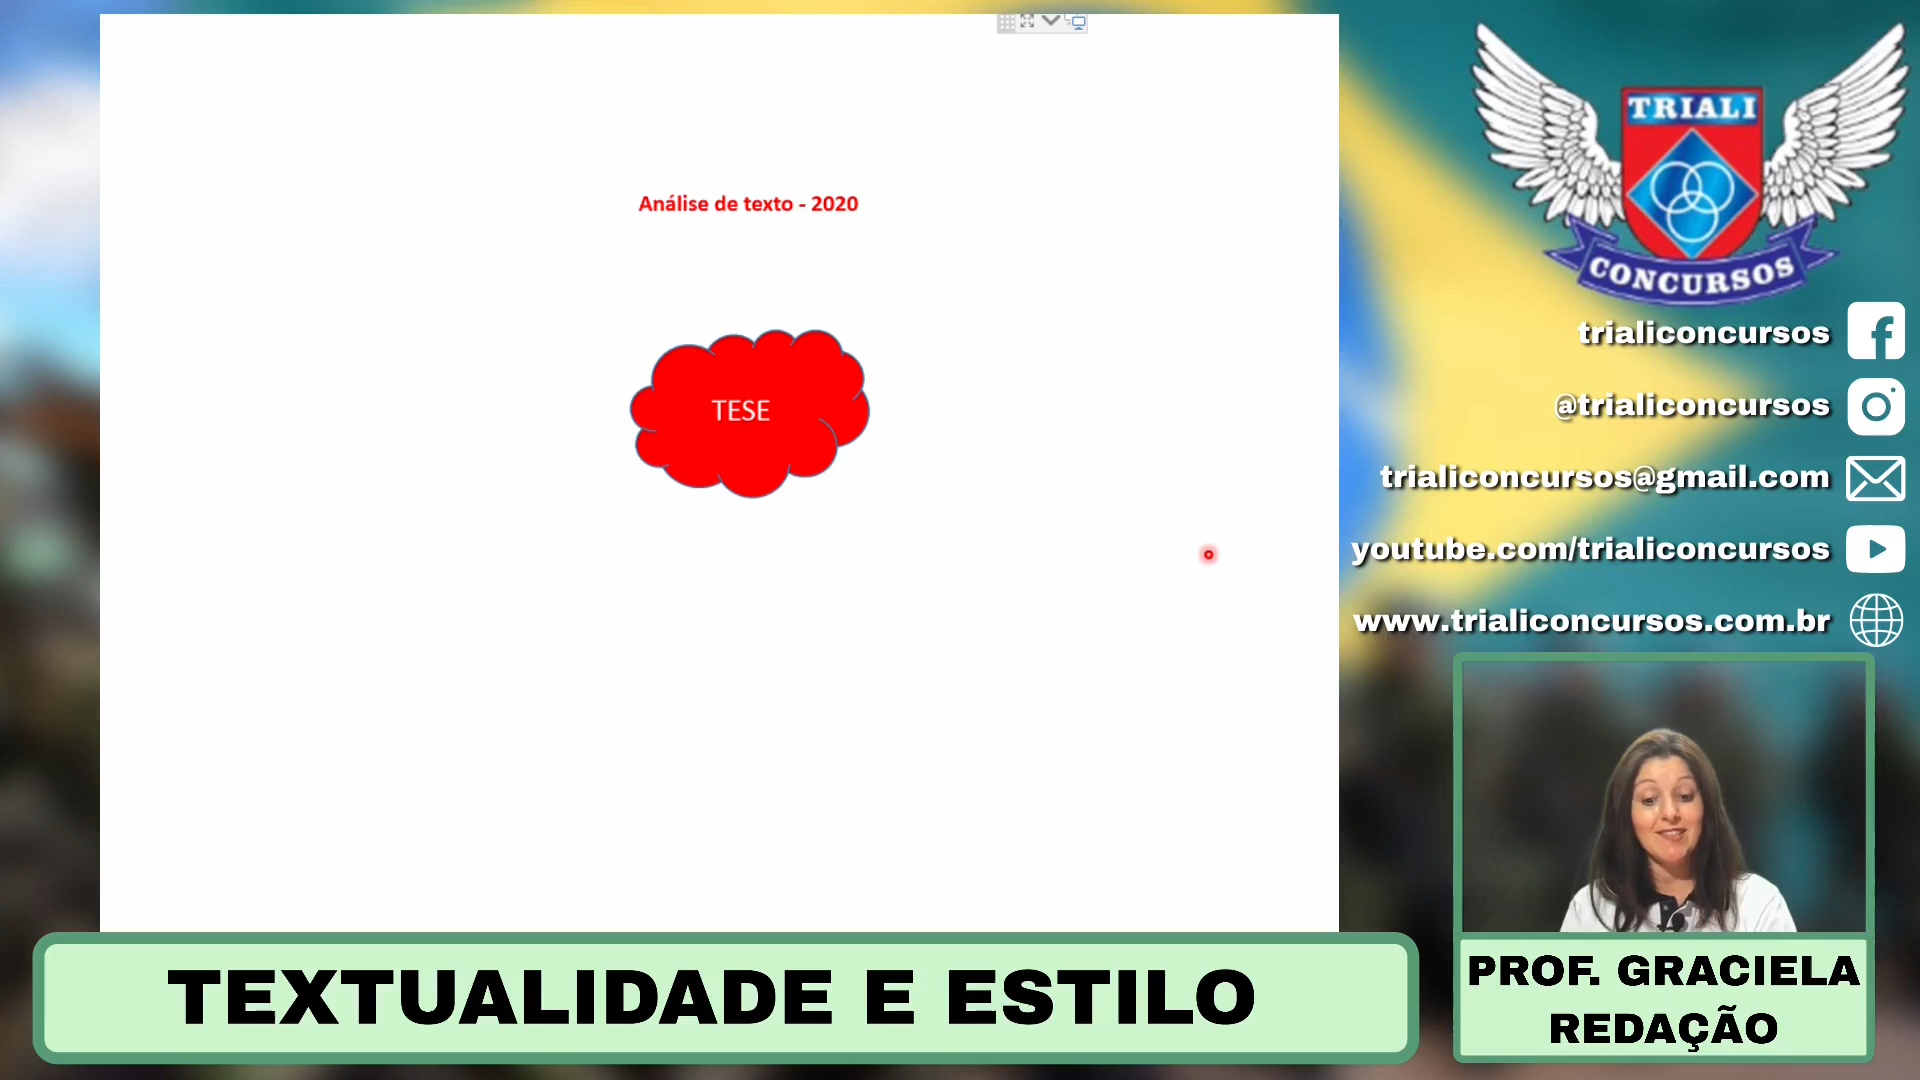 Análise de texto - 2020
TESE
TRIALI
CONCURSOS
trialiconcursos
@trialiconcursos
trialiconcursos@gmail.com
youtube.com/trialiconcursos
www.trialiconcursos.com.br
TEXTUALIDADE E ESTILO
PROF. GRACIELA
REDAÇÃO